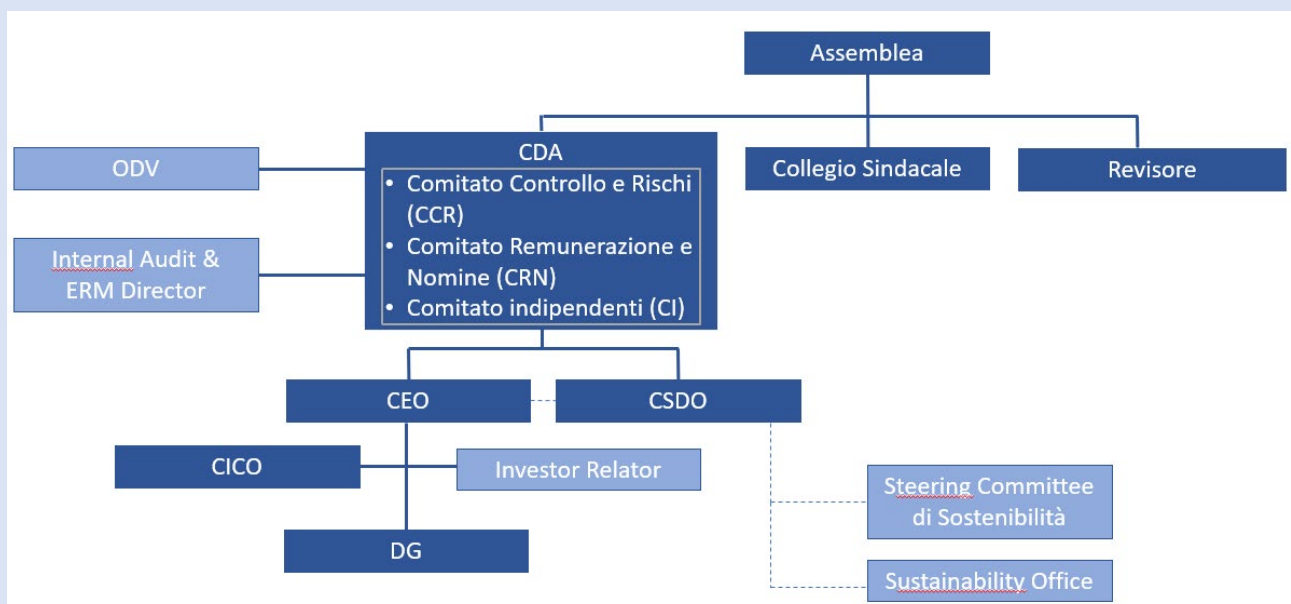 Assemblea
CDA
• Comitato Controllo e Rischi
(CCR)
• Comitato Remunerazione e
Nomine (CRN)
• Comitato indipendenti (CI)
Collegio Sindacale
Revisore
ODV
Internal Audit &
ERM Director
CEO
CSDO
CICO
Investor Relator
DG
Steering Committee
di Sostenibilità
Sustainability Office